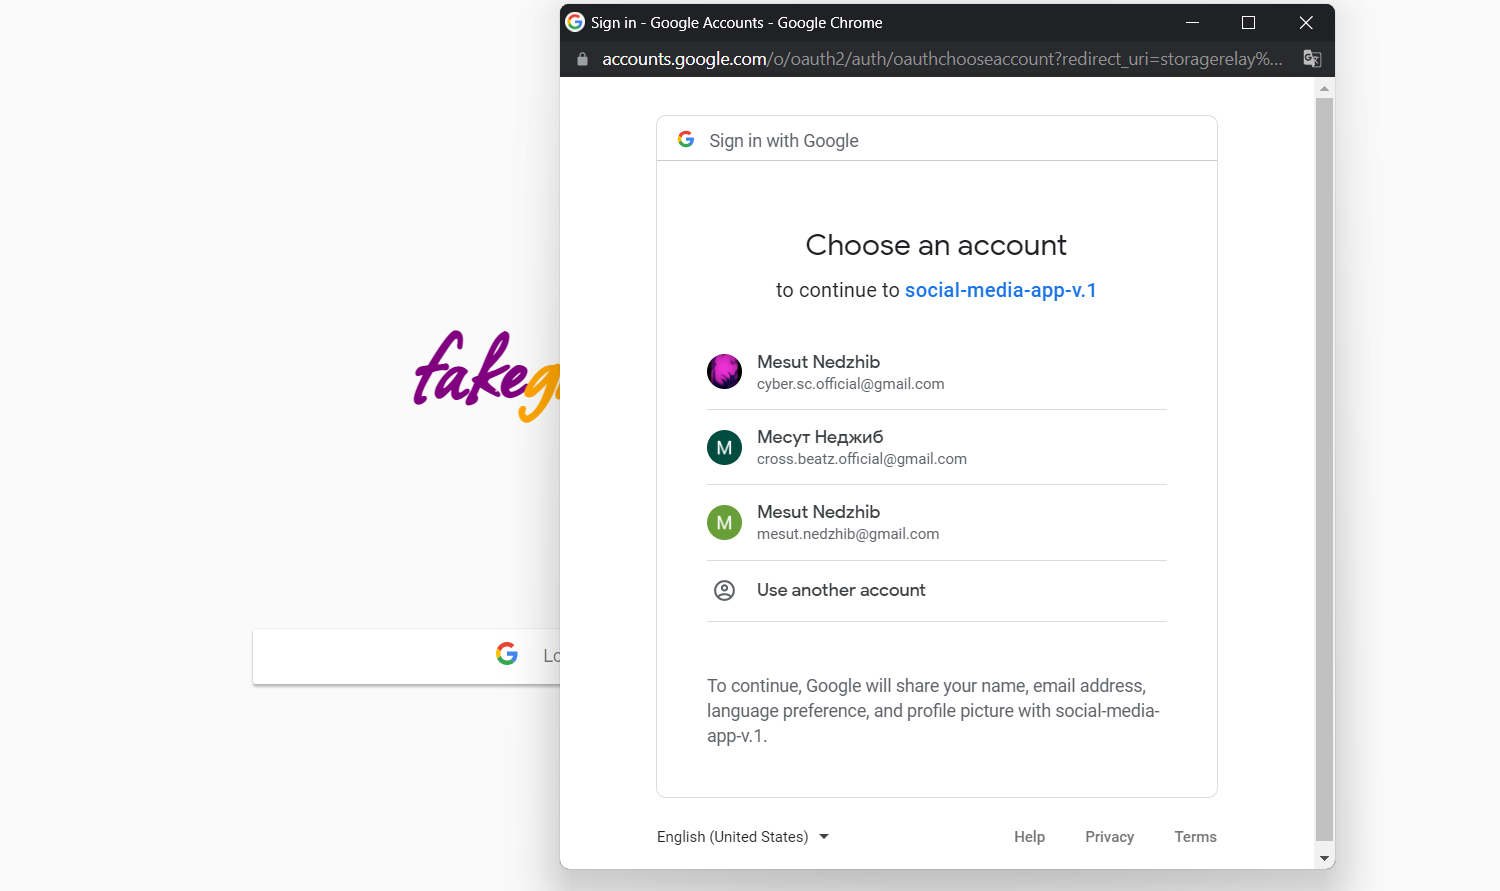 Sign in - Google Accounts - Google Chrome
accounts.google.com/o/oauth2/auth/oauthchooseaccount?redirect_uri=storagerelay%...
Sign in with Google
Choose an account
to continue to social-media-app-v.1
Mesut Nedzhib
cyber.sc.official@gmail.com
M
Месут Неджиб
cross.beatz.official@gmail.com
M
Mesut Nedzhib
mesut.nedzhib@gmail.com
Use another account
To continue, Google will share your name, email address,
language preference, and profile picture with social-media-
app-v.1.
English (United States)
Help Privacy Terms
fakeg
Lo